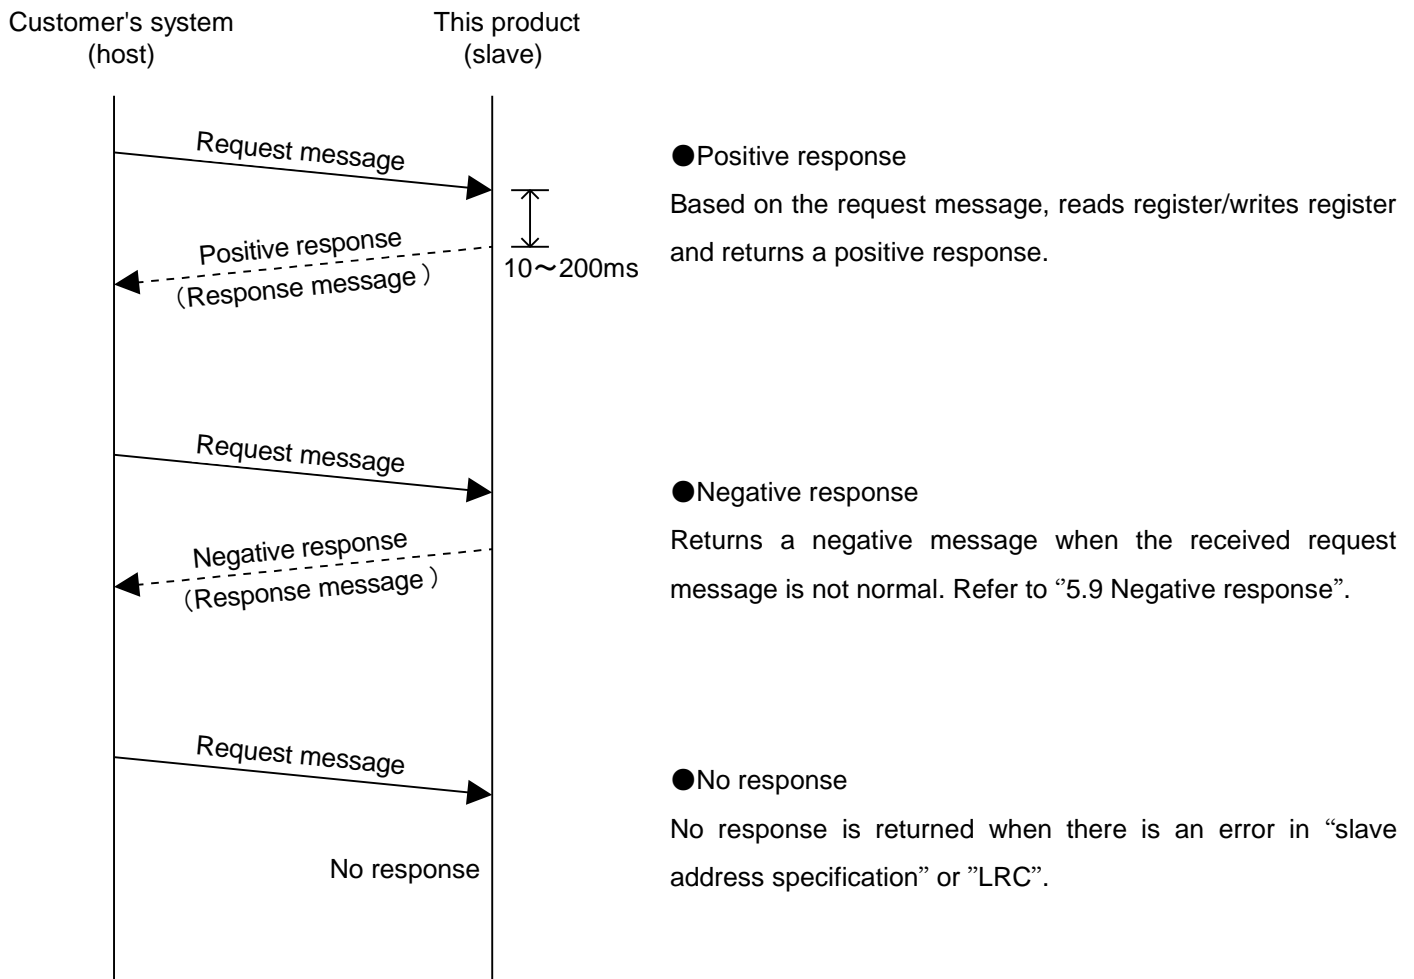 Customer's system
(host)
This product
(slave)
Request message
Positive response
（Response message）
10～200ms
●Positive response
Based on the request message, reads register/writes register
and returns a positive response.
Request message
Negative response
（Response message）
●Negative response
Returns a negative message when the received request
message is not normal. Refer to “5.9 Negative response”.
Request message
No response
●No response
No response is returned when there is an error in “slave
address specification” or ”LRC”.